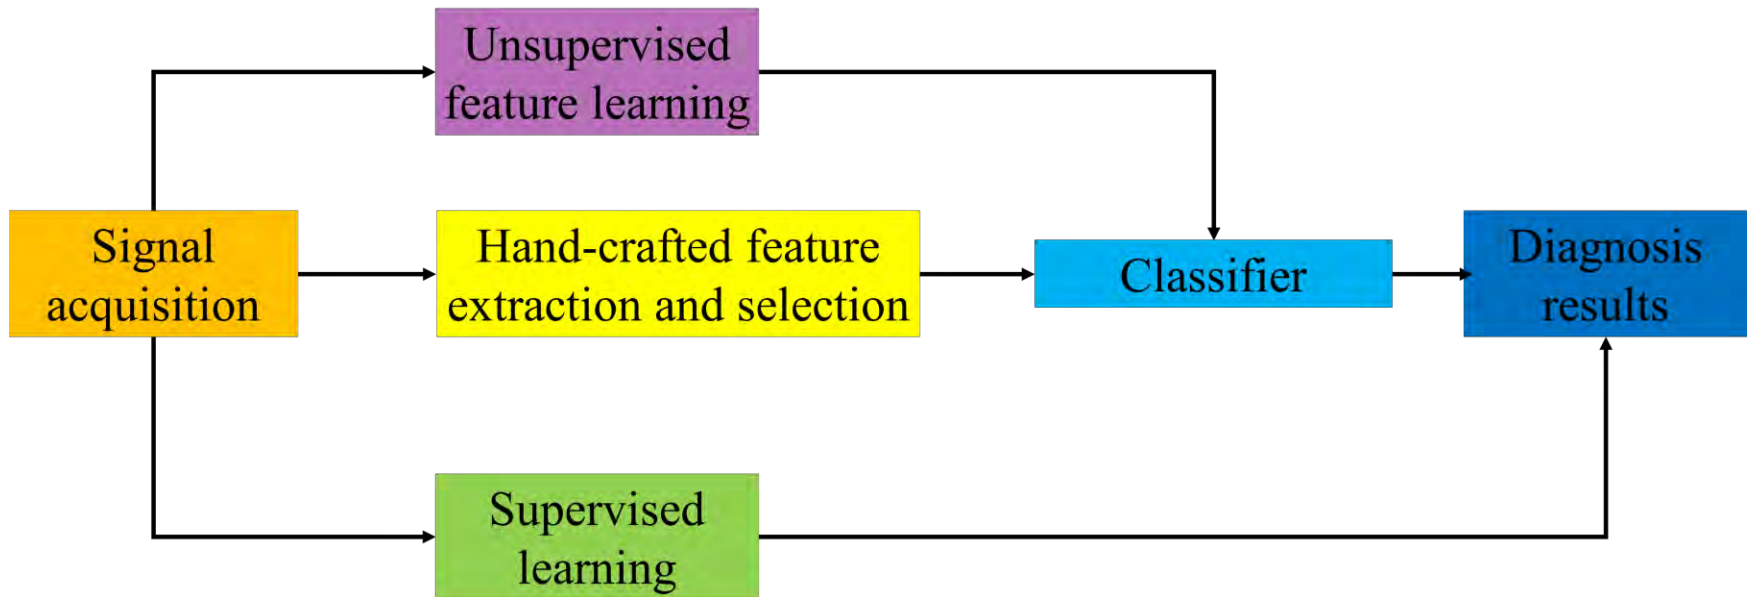 Unsupervised
feature learning
Signal
acquisition
Hand-crafted feature
extraction and selection
Classifier
Diagnosis
results
Supervised
learning